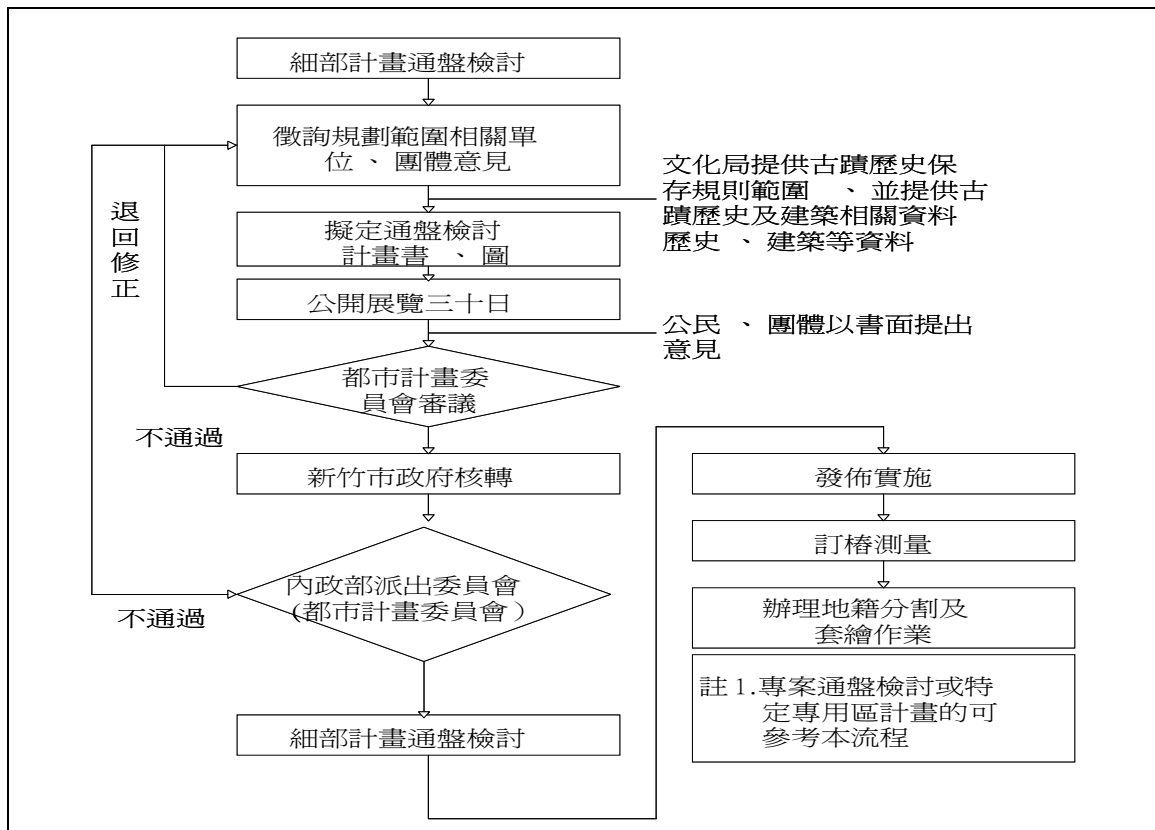 細部計畫通盤檢討
徵詢規劃範圍相關單
位 、 團體意見
文化局提供古蹟歷史保
存規則範圍 、 並提供古
蹟歷史及建築相關資料
歷史 、 建築等資料
退回修正
擬定通盤檢討
計畫書 、 圖
公開展覽三十日
公民 、 團體以書面提出
意見
都市計畫委
員會審議
不通過
新竹市政府核轉
內政部派出委員會
(都市計畫委員會)
不通過
細部計畫通盤檢討
發佈實施
訂樁測量
辦理地籍分割及
套繪作業
註1.專案通盤檢討或特
定專用區計畫的可
參考本流程